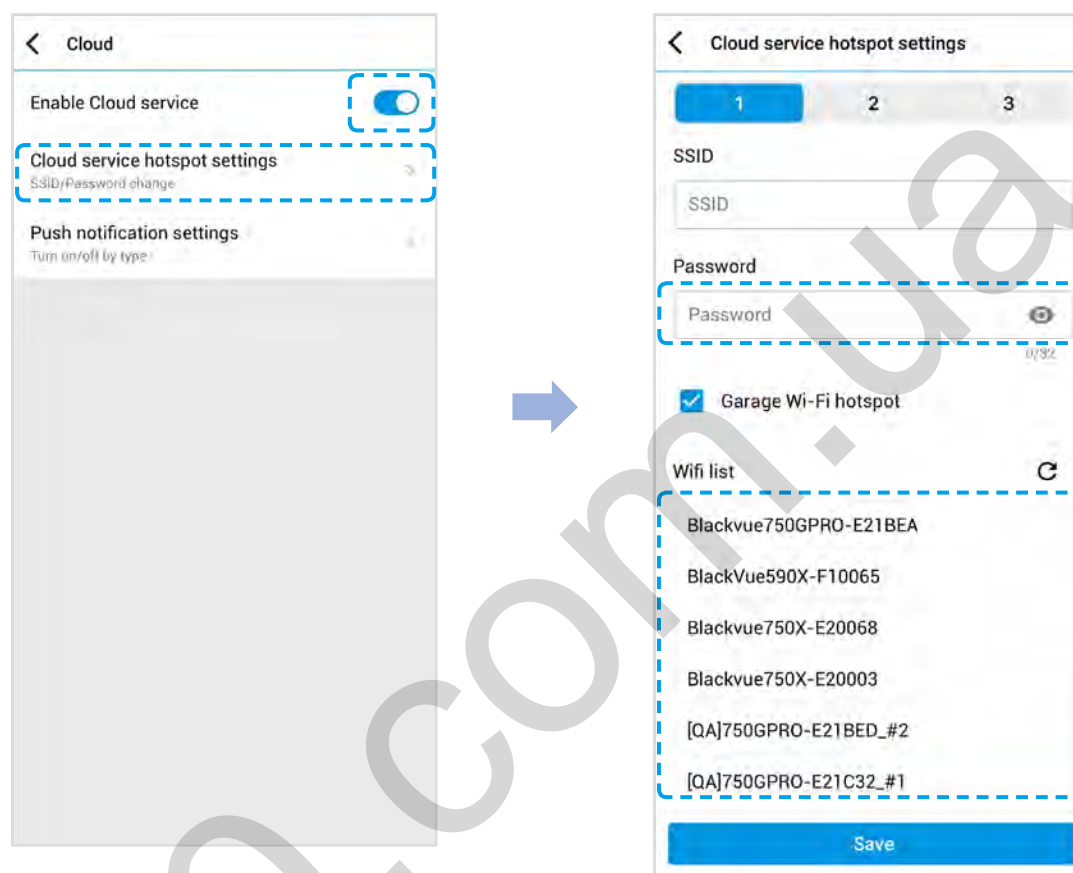 Cloud
Enable Cloud service
Cloud service hotspot settings
SSID/Password change
Push notification settings
Turn on/off by type
Cloud service hotspot settings
1 2 3
SSID
SSID
Password
Password
0/32
Garage Wi-Fi hotspot
Wifi list
Blackvue750GPRO-E21BEA
BlackVue590X-F10065
Blackvue750X-E20068
Blackvue750X-E20003
[QA]750GPRO-E21BED_#2
[QA]750GPRO-E21C32_#1
Save
.com.ua